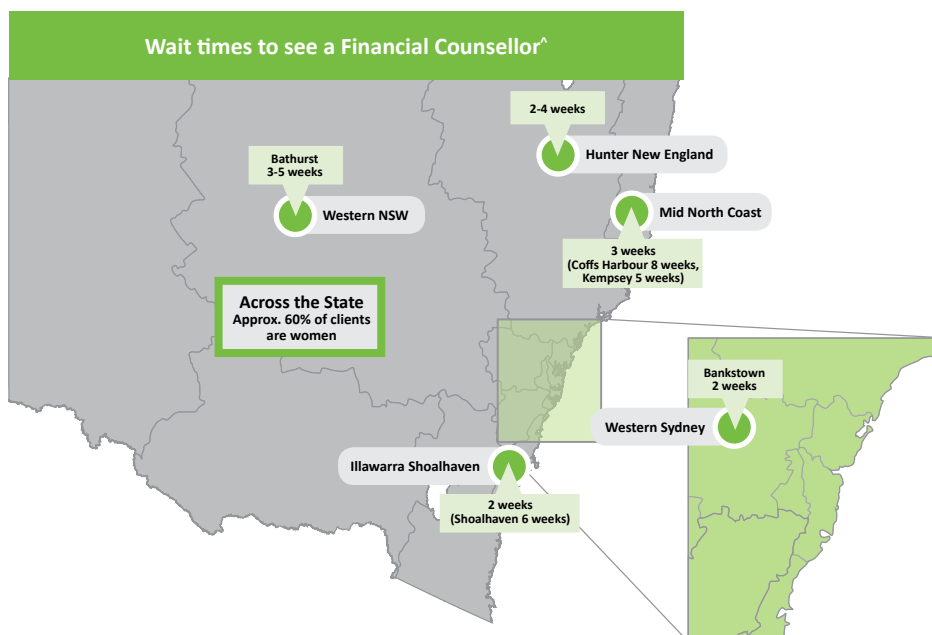 Wait times to see a Financial Counsellor^
2-4 weeks
Hunter New England
Bathurst
3-5 weeks
Western NSW
Mid North Coast
3 weeks
(Coffs Harbour 8 weeks,
Kempsey 5 weeks)
Across the State
Approx. 60% of clients
are women
Bankstown
2 weeks
Western Sydney
Illawarra Shoalhaven
2 weeks
(Shoalhaven 6 weeks)